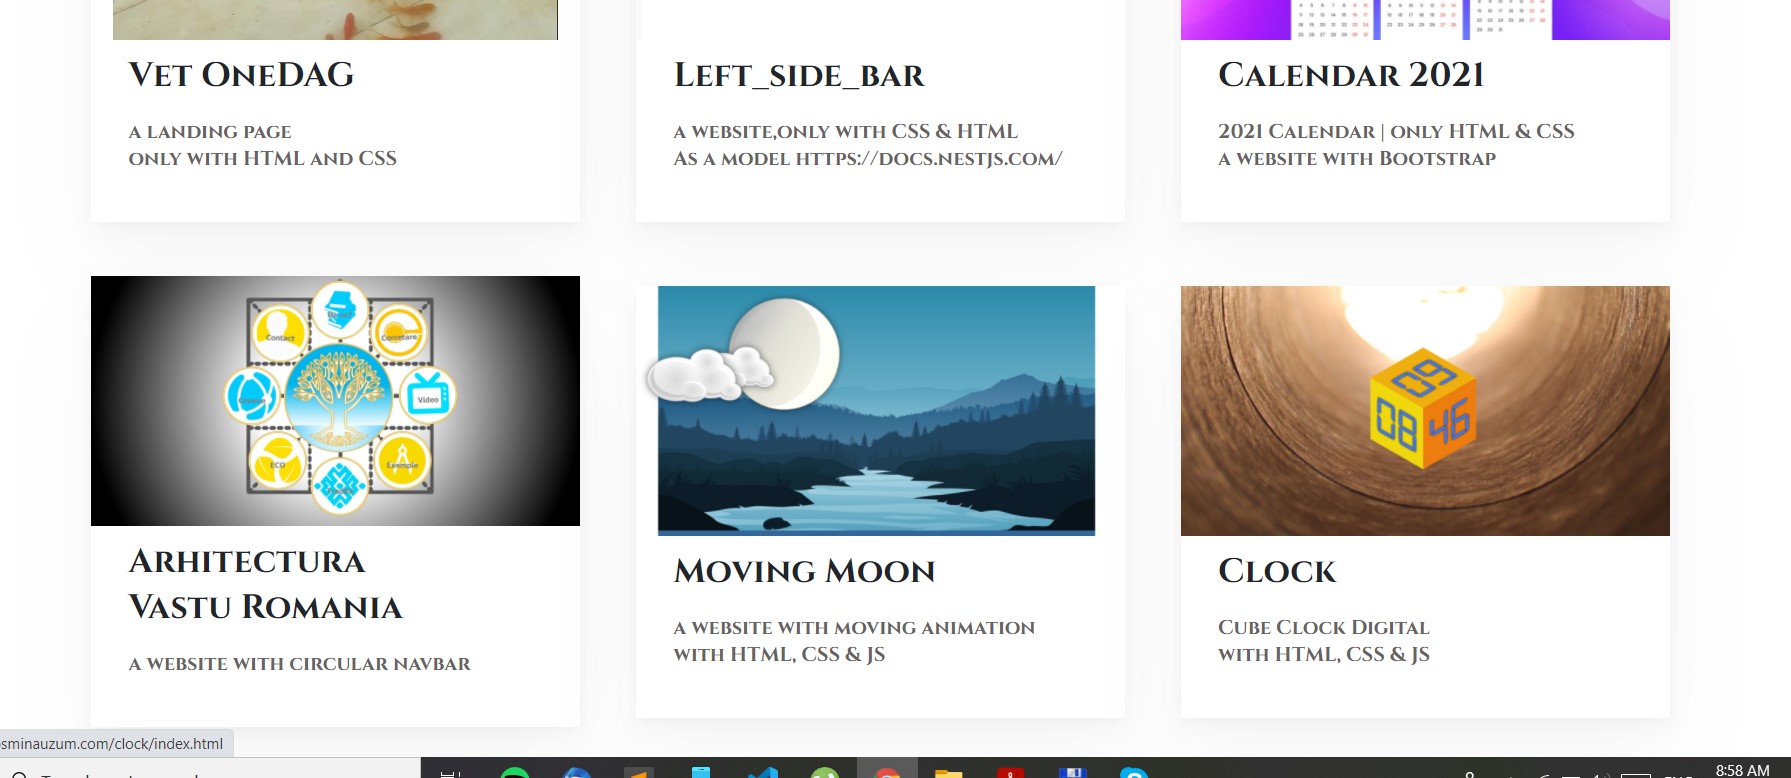 Vet OneDAG
a landing page
only with HTML and CSS
Left_side_bar
a website,only with CSS & HTML
As a model https://docs.nestjs.com/
Calendar 2021
2021 Calendar | only HTML & CSS
a website with Bootstrap
Contact
Cercetare
Video
ECO
Exemple
Arhitectura
Vastu Romania
a website with circular navbar
Moving Moon
a website with moving animation
with HTML, CSS & JS
09
08 46
Clock
Cube Clock Digital
with HTML, CSS & JS
sminauzum.com/clock/index.html
8:58 AM